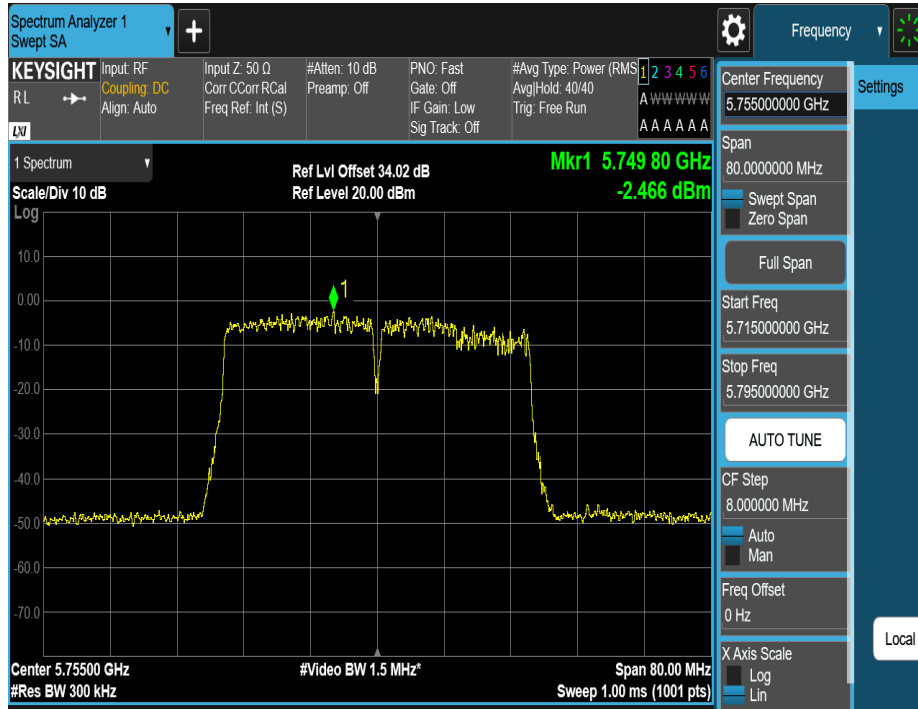 Spectrum Analyzer 1
Swept SA
+
Frequency
KEYSIGHT
R L
LXI
Input: RF
Coupling: DC
Align: Auto
Input Z: 50 Ω
Corr CCorr RCal
Freq Ref: Int (S)
#Atten: 10 dB
Preamp: Off
PNO: Fast
Gate: Off
IF Gain: Low
Sig Track: Off
#Avg Type: Power (RMS
Avg|Hold: 40/40
Trig: Free Run
1 2 3 4 5 6
A W W W W W
A A A A A A
Center Frequency
5.755000000 GHz
Settings
1 Spectrum
Scale/Div 10 dB
Log
Ref Lvl Offset 34.02 dB
Ref Level 20.00 dBm
Mkr1 5.749 80 GHz
-2.466 dBm
Span
80.0000000 MHz
Swept Span
Zero Span
Full Span
Start Freq
5.715000000 GHz
Stop Freq
5.795000000 GHz
AUTO TUNE
CF Step
8.000000 MHz
Auto
Man
Freq Offset
0 Hz
X Axis Scale
Log
Lin
Local
10.0
0.00
-10.0
-20.0
-30.0
-40.0
-50.0
-60.0
-70.0
1
Center 5.75500 GHz
#Res BW 300 kHz
#Video BW 1.5 MHz*
Span 80.00 MHz
Sweep 1.00 ms (1001 pts)